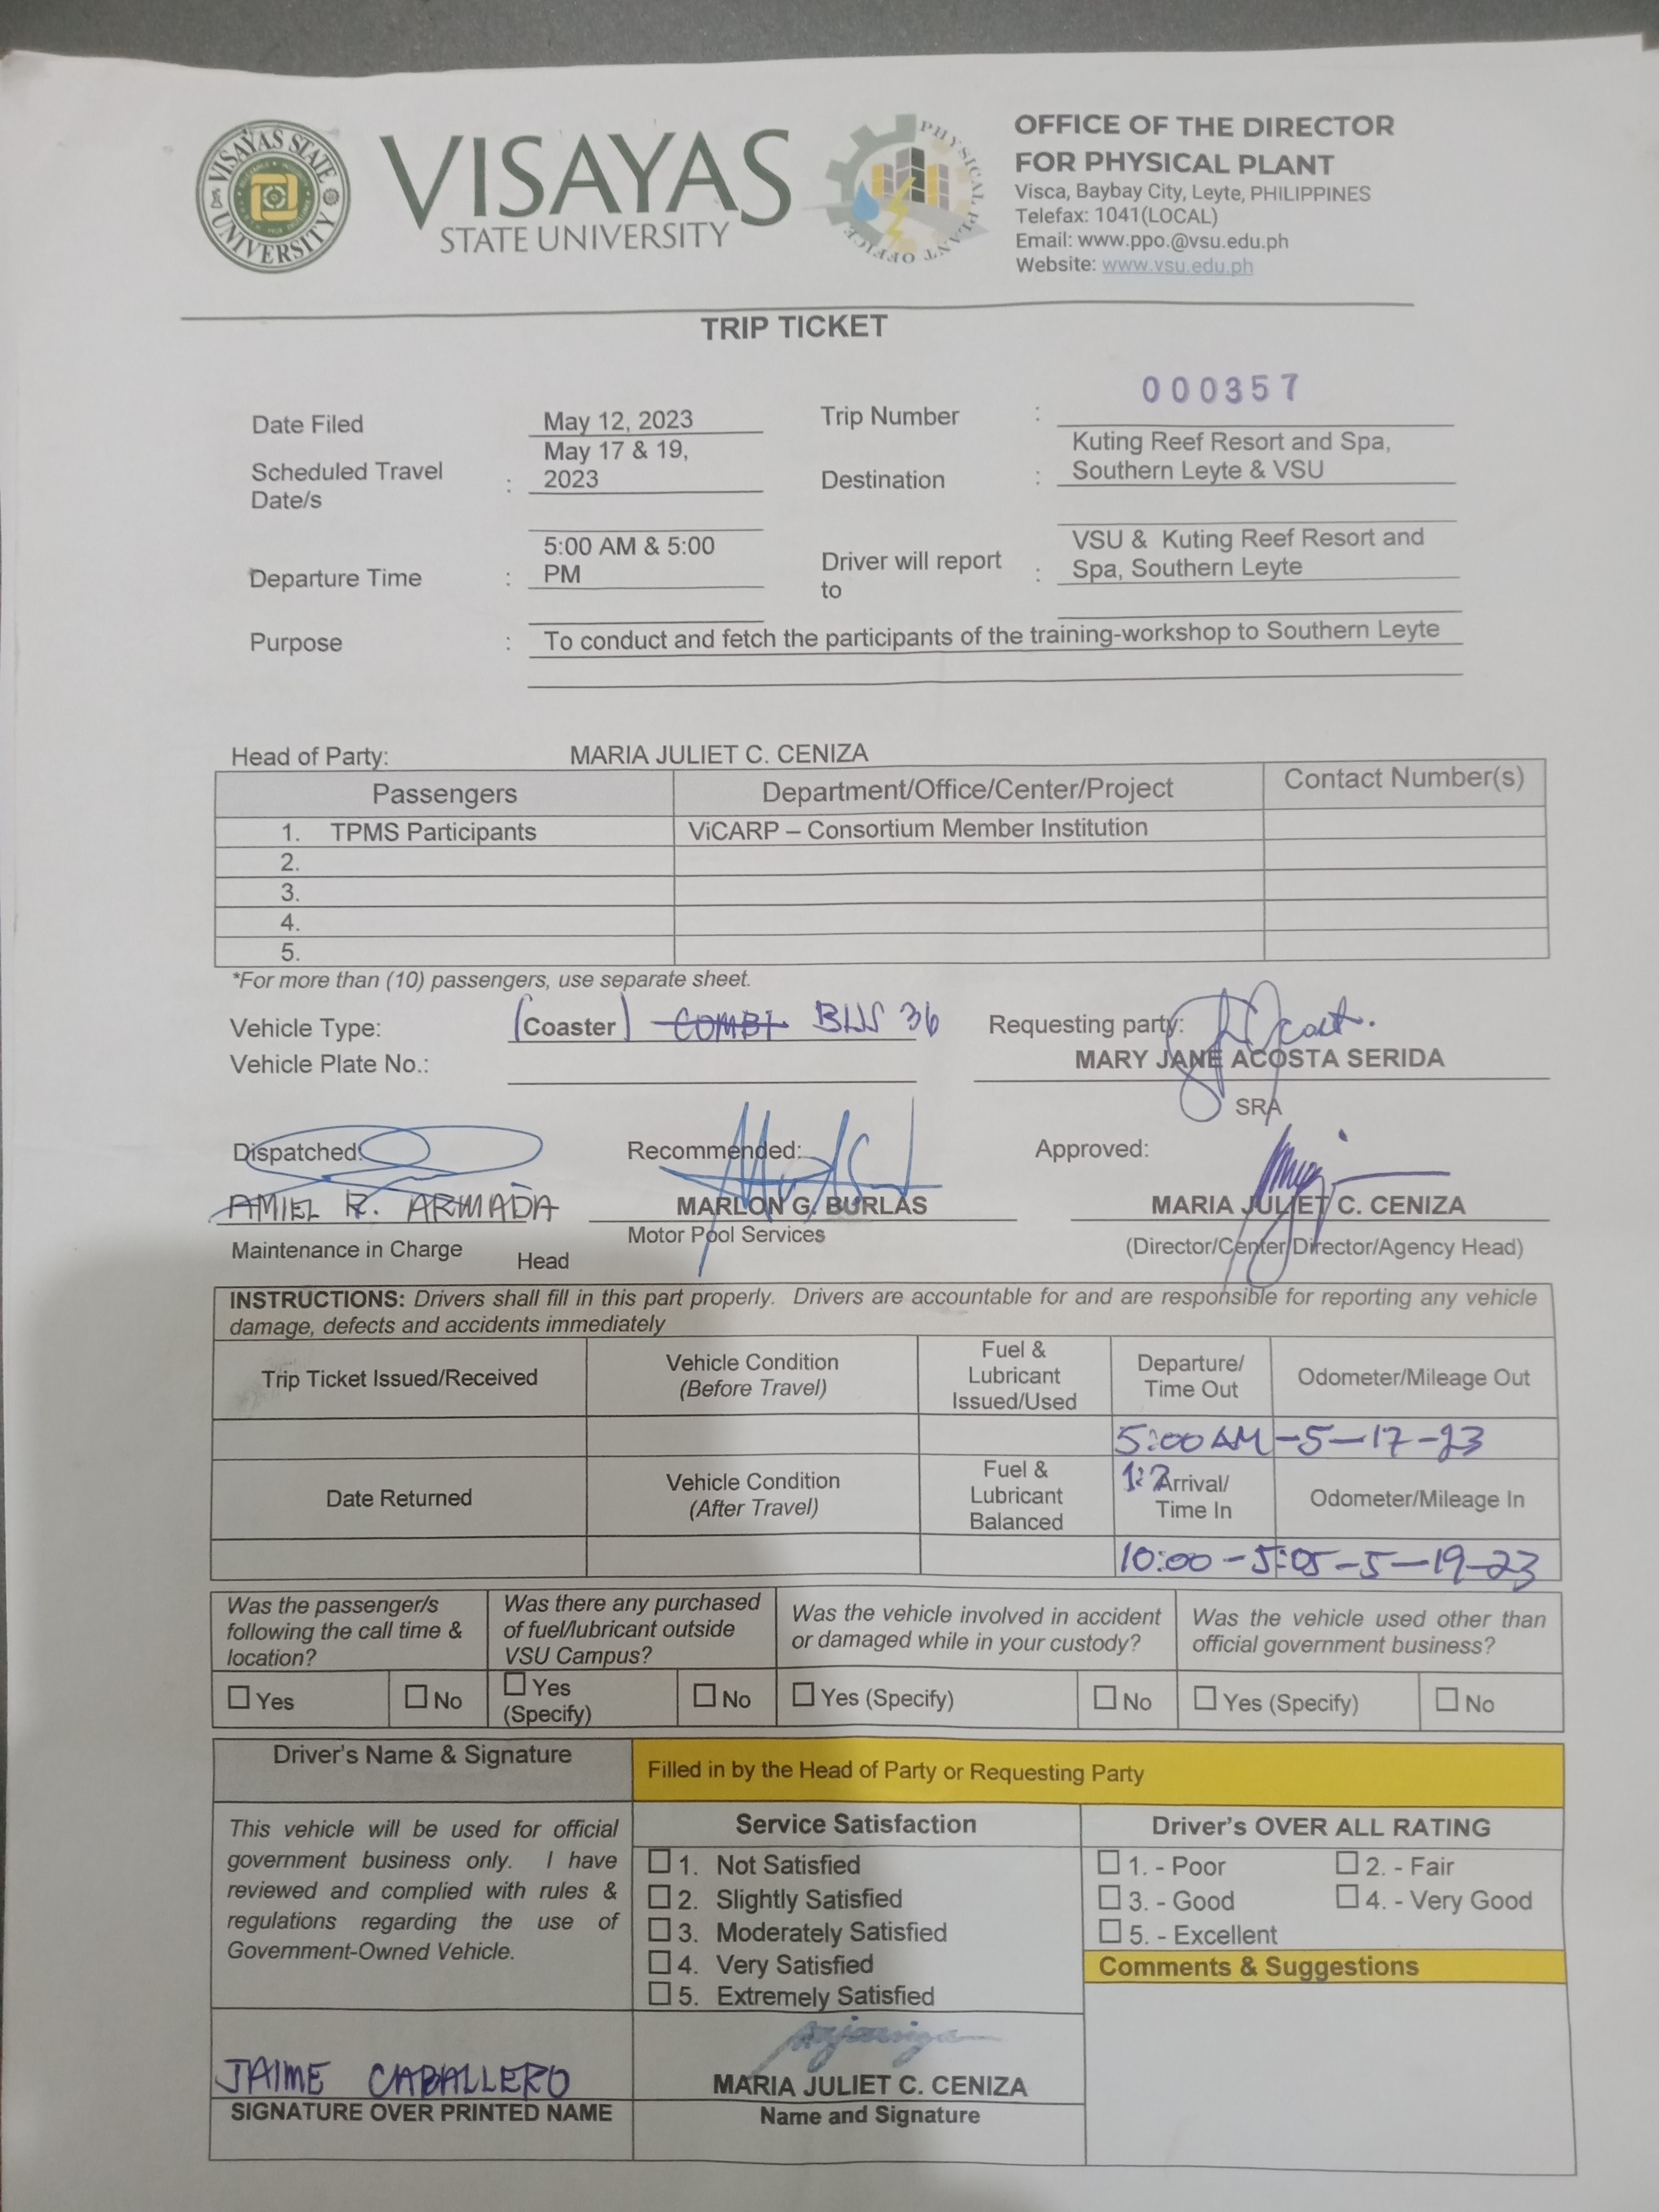 VISAYAS STATE UNIVERSITY
VISAYAS
STATE UNIVERSITY
PHYSICAL PLANT OFFICE
OFFICE OF THE DIRECTOR
FOR PHYSICAL PLANT
Visca, Baybay City, Leyte, PHILIPPINES
Telefax: 1041(LOCAL)
Email: www.ppo.@vsu.edu.ph
Website: www.vsu.edu.ph
TRIP TICKET
000357
Date Filed May 12, 2023 Trip Number :
Scheduled Travel Date/s : May 17 & 19, 2023
Destination : Kuting Reef Resort and Spa, Southern Leyte & VSU
Departure Time : 5:00 AM & 5:00 PM
Driver will report to : VSU & Kuting Reef Resort and Spa, Southern Leyte
Purpose : To conduct and fetch the participants of the training-workshop to Southern Leyte
Head of Party: MARIA JULIET C. CENIZA
Passengers Department/Office/Center/Project Contact Number(s)
1. TPMS Participants ViCARP – Consortium Member Institution
2.
3.
4.
5.
*For more than (10) passengers, use separate sheet.
Vehicle Type: (Coaster) COMBI BUS 36 Requesting party:
Vehicle Plate No.: MARY JANE ACOSTA SERIDA
SRA
Dispatched: Recommended: Approved:
AMIEL R. ARMADA MARLON G. BURLAS MARIA JULIET C. CENIZA
Maintenance in Charge Head Motor Pool Services (Director/Center Director/Agency Head)
INSTRUCTIONS: Drivers shall fill in this part properly. Drivers are accountable for and are responsible for reporting any vehicle
damage, defects and accidents immediately
Trip Ticket Issued/Received Vehicle Condition (Before Travel) Fuel & Lubricant Issued/Used Departure/ Time Out Odometer/Mileage Out
5:00 AM -5-17-23
Date Returned Vehicle Condition (After Travel) Fuel & Lubricant Balanced Arrival/ Time In Odometer/Mileage In
10:00 - 5:05-5-19-23
Was the passenger/s following the call time & location? Was there any purchased of fuel/lubricant outside VSU Campus? Was the vehicle involved in accident or damaged while in your custody? Was the vehicle used other than official government business?
☐ Yes ☐ No ☐ Yes (Specify) ☐ No ☐ Yes (Specify) ☐ No ☐ Yes (Specify) ☐ No
Driver's Name & Signature Filled in by the Head of Party or Requesting Party
This vehicle will be used for official
government business only. I have
reviewed and complied with rules &
regulations regarding the use of
Government-Owned Vehicle.
Service Satisfaction
☐ 1. Not Satisfied
☐ 2. Slightly Satisfied
☐ 3. Moderately Satisfied
☐ 4. Very Satisfied
☐ 5. Extremely Satisfied
Driver's OVER ALL RATING
☐ 1. - Poor ☐ 2. - Fair
☐ 3. - Good ☐ 4. - Very Good
☐ 5. - Excellent
Comments & Suggestions
JAIME CABALLERO MARIA JULIET C. CENIZA
SIGNATURE OVER PRINTED NAME Name and Signature